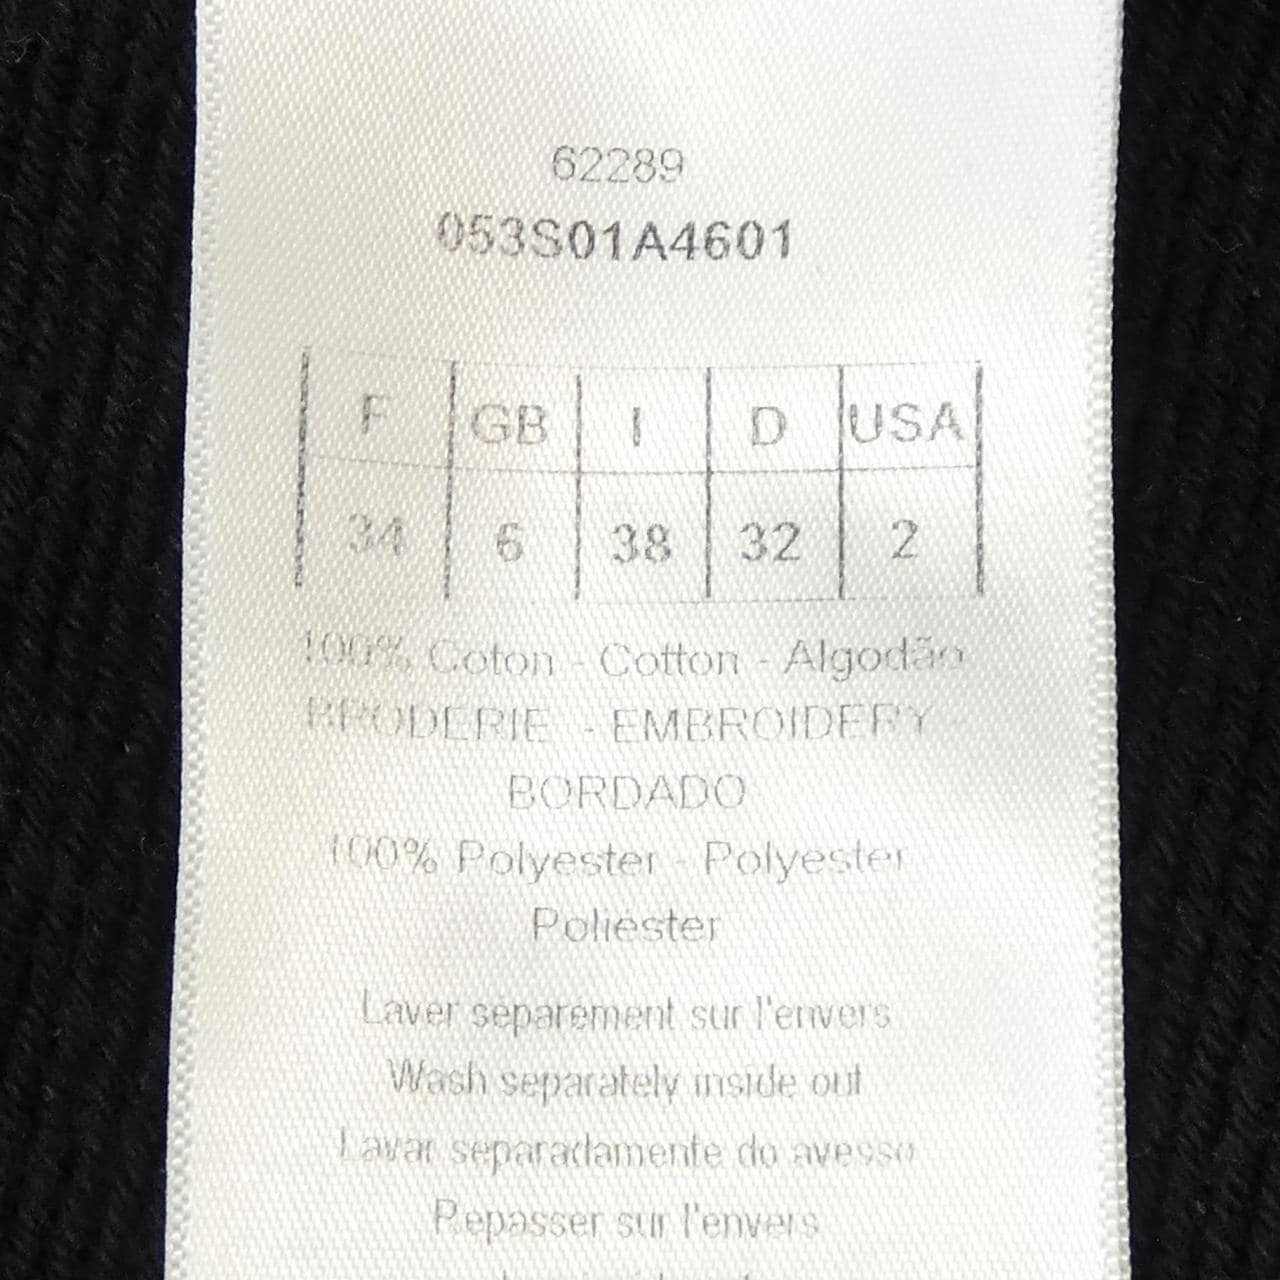 62289
053S01A4601
F GB I D USA
34 6 38 32 2
100% Coton - Cotton - Algodão
BRODERIE - EMBROIDERY -
BORDADO
100% Polyester - Polyester
Poliester
Laver séparément sur l'envers
Wash separately inside out
Lavar separadamente do avesso
Repasser sur l'envers